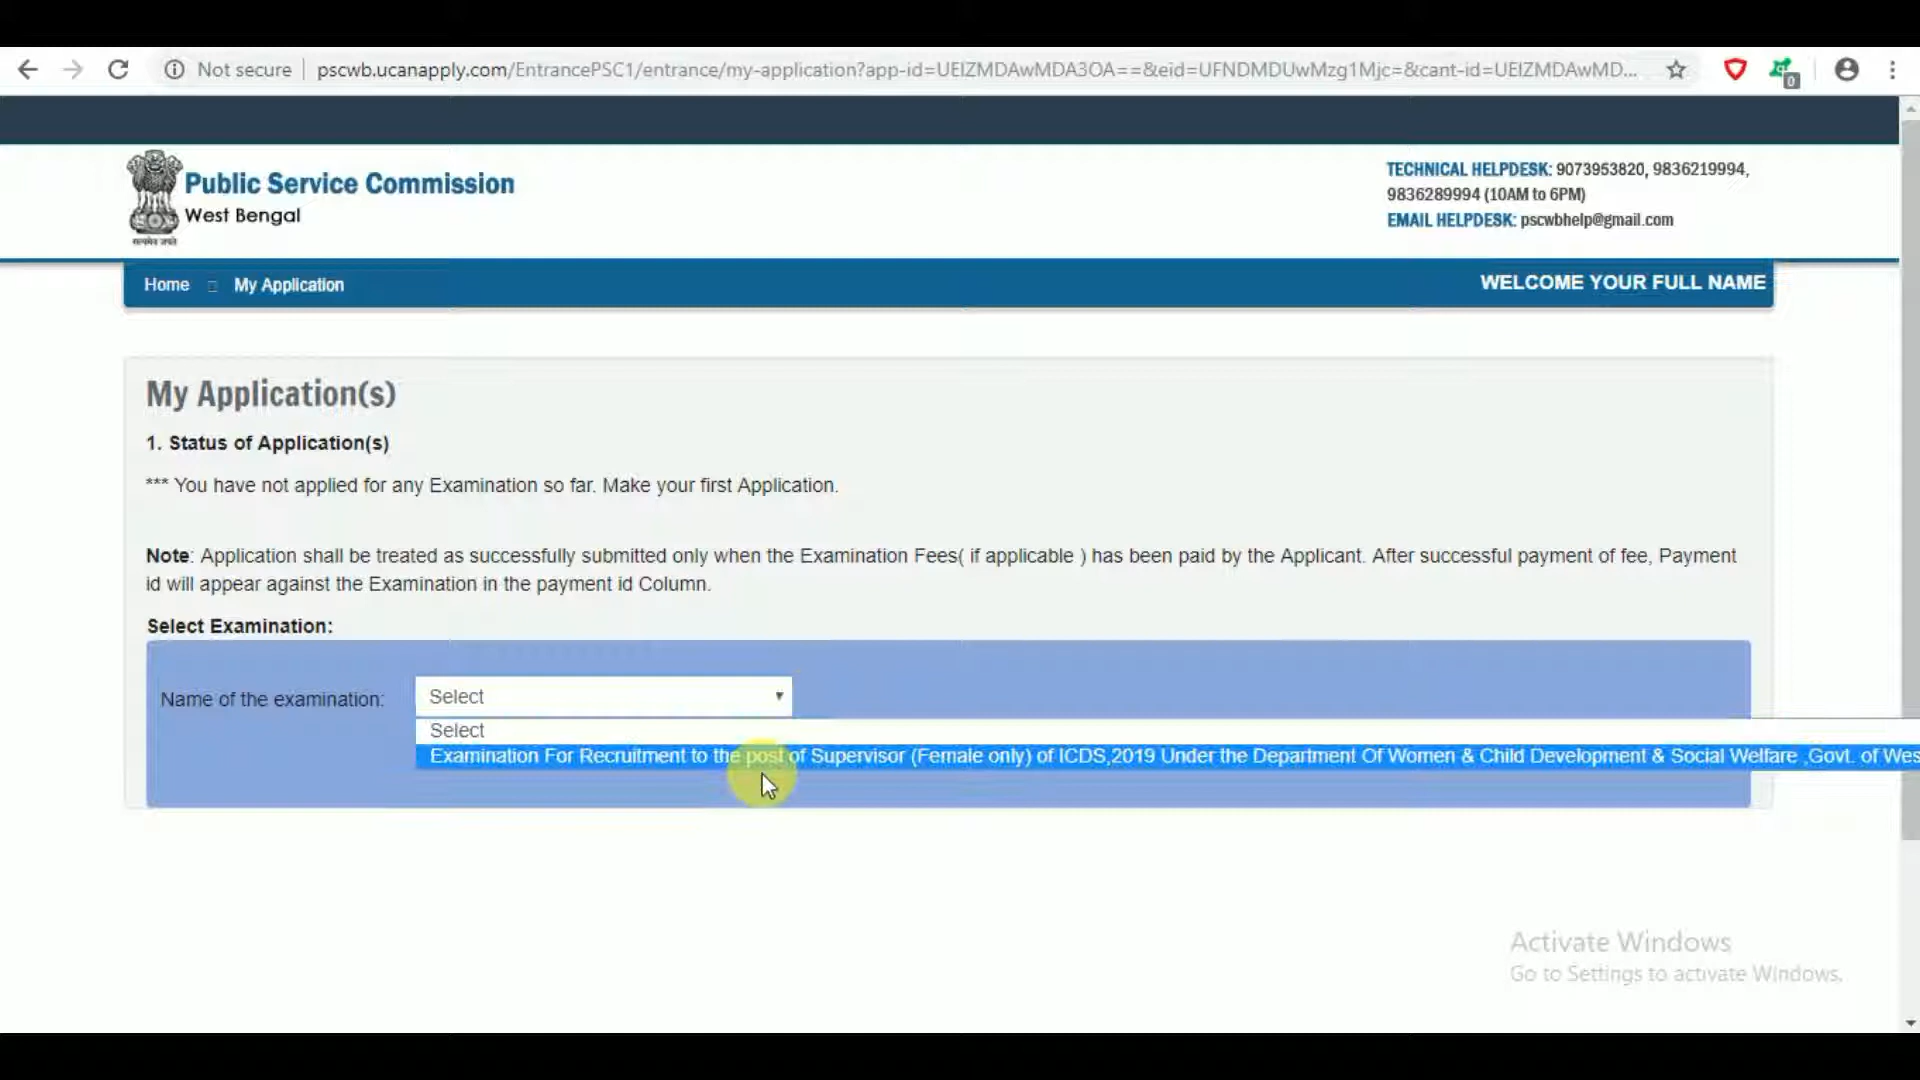 Not secure
pscwb.ucanapply.com/EntrancePSC1/entrance/my-application?app-id=UEIZMDAwMDA3OA==&eid=UFNDMDUwMzg1Mjc=&cant-id=UEIZMDAwMD...
0
Public Service Commission
West Bengal
सत्यमेव जयते
TECHNICAL HELPDESK: 9073953820, 9836219994,
9836289994 (10AM to 6PM)
EMAIL HELPDESK: pscwbhelp@gmail.com
Home
My Application
WELCOME YOUR FULL NAME
My Application(s)
1. Status of Application(s)
*** You have not applied for any Examination so far. Make your first Application.
Note: Application shall be treated as successfully submitted only when the Examination Fees( if applicable ) has been paid by the Applicant. After successful payment of fee, Payment
id will appear against the Examination in the payment id Column.
Select Examination:
Name of the examination:
Select
Select
Examination For Recruitment to the post of Supervisor (Female only) of ICDS,2019 Under the Department Of Women & Child Development & Social Welfare ,Govt. of Wes
Activate Windows
Go to Settings to activate Windows.